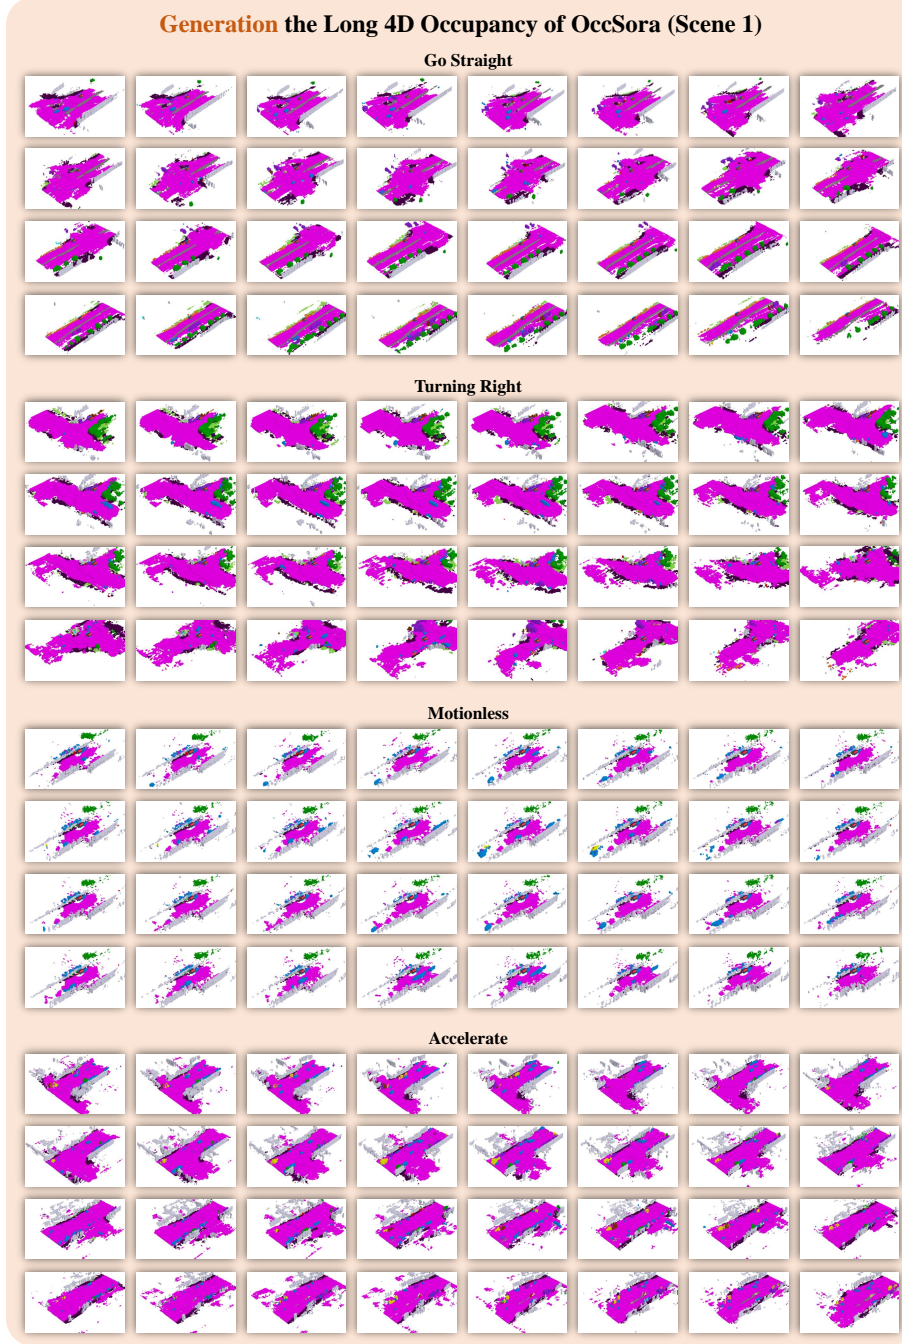 Generation the Long 4D Occupancy of OccSora (Scene 1)
Go Straight
Turning Right
Motionless
Accelerate